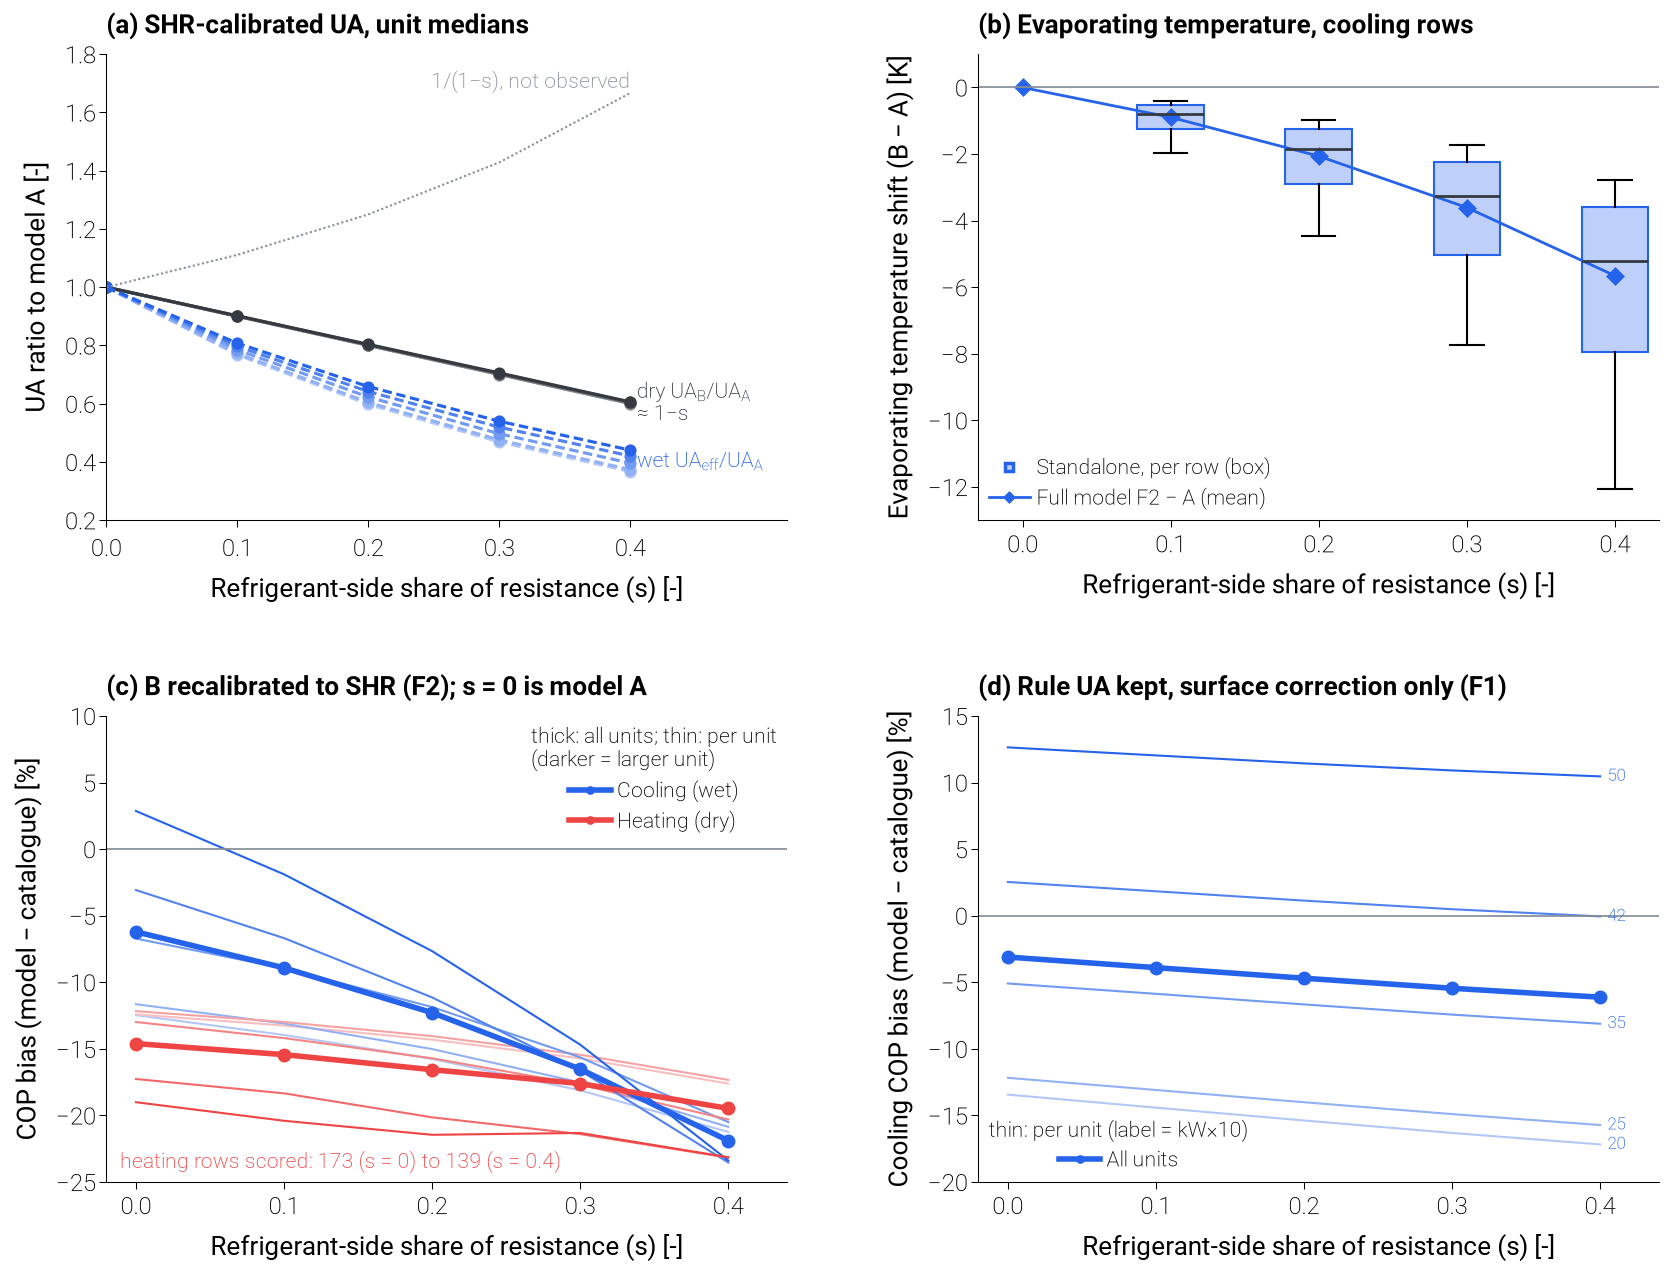 (a) SHR-calibrated UA, unit medians
1.8
1.6
1.4
1.2
1.0
0.8
0.6
0.4
0.2
UA ratio to model A [-]
1/(1−s), not observed
dry UA_B/UA_A
≈ 1−s
wet UA_eff/UA_A
0.0 0.1 0.2 0.3 0.4
Refrigerant-side share of resistance (s) [-]
(b) Evaporating temperature, cooling rows
0
−2
−4
−6
−8
−10
−12
Evaporating temperature shift (B − A) [K]
Standalone, per row (box)
Full model F2 − A (mean)
0.0 0.1 0.2 0.3 0.4
Refrigerant-side share of resistance (s) [-]
(c) B recalibrated to SHR (F2); s = 0 is model A
10
5
0
−5
−10
−15
−20
−25
COP bias (model − catalogue) [%]
thick: all units; thin: per unit
(darker = larger unit)
Cooling (wet)
Heating (dry)
heating rows scored: 173 (s = 0) to 139 (s = 0.4)
0.0 0.1 0.2 0.3 0.4
Refrigerant-side share of resistance (s) [-]
(d) Rule UA kept, surface correction only (F1)
15
10
5
0
−5
−10
−15
−20
Cooling COP bias (model − catalogue) [%]
50
42
35
25
20
thin: per unit (label = kW×10)
All units
0.0 0.1 0.2 0.3 0.4
Refrigerant-side share of resistance (s) [-]